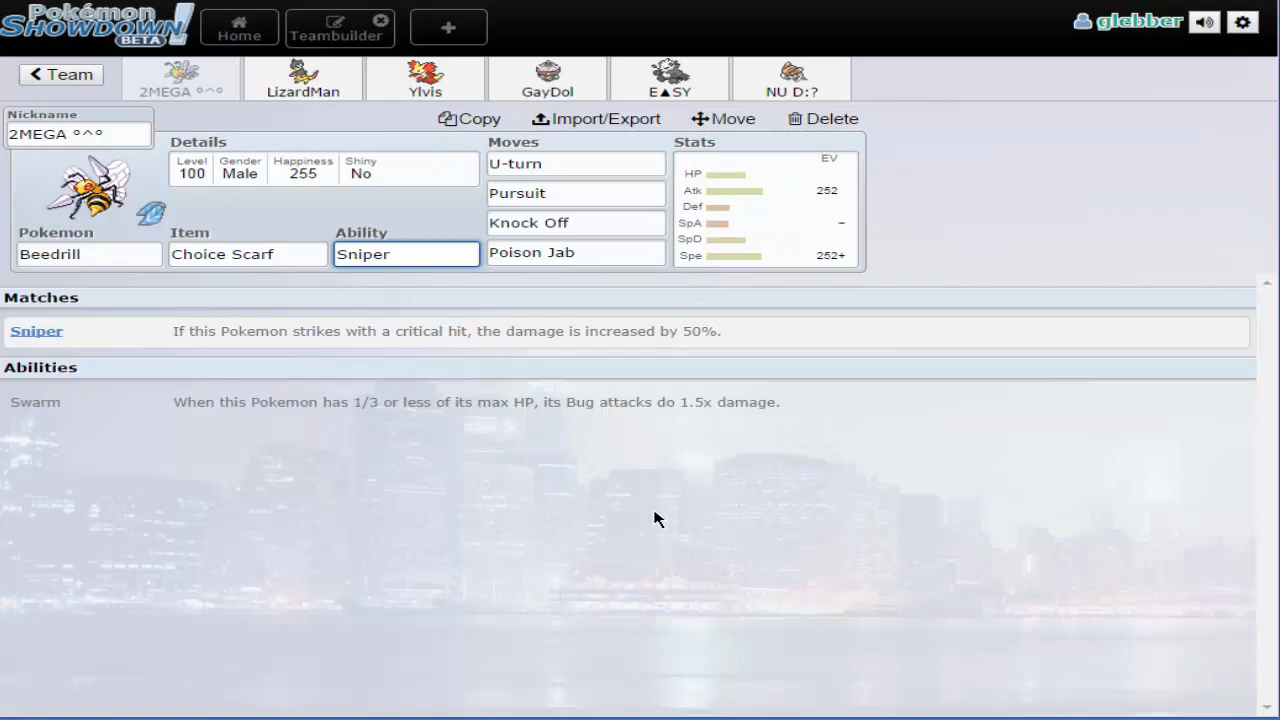 Pokémon
SHOWDOWN!
BETA
Home
Teambuilder
glebber
Team
2MEGA º^º
LizardMan
Ylvis
GayDol
E▲SY
NU D:?
Nickname
2MEGA º^º
Copy
Import/Export
Move
Delete
Details
Moves
Stats
Level
Gender
Happiness
Shiny
100
Male
255
No
U-turn
Pursuit
Knock Off
Poison Jab
EV
HP
Atk 252
Def
SpA –
SpD
Spe 252+
Pokemon
Item
Ability
Beedrill
Choice Scarf
Sniper
Matches
Sniper If this Pokemon strikes with a critical hit, the damage is increased by 50%.
Abilities
Swarm When this Pokemon has 1/3 or less of its max HP, its Bug attacks do 1.5x damage.